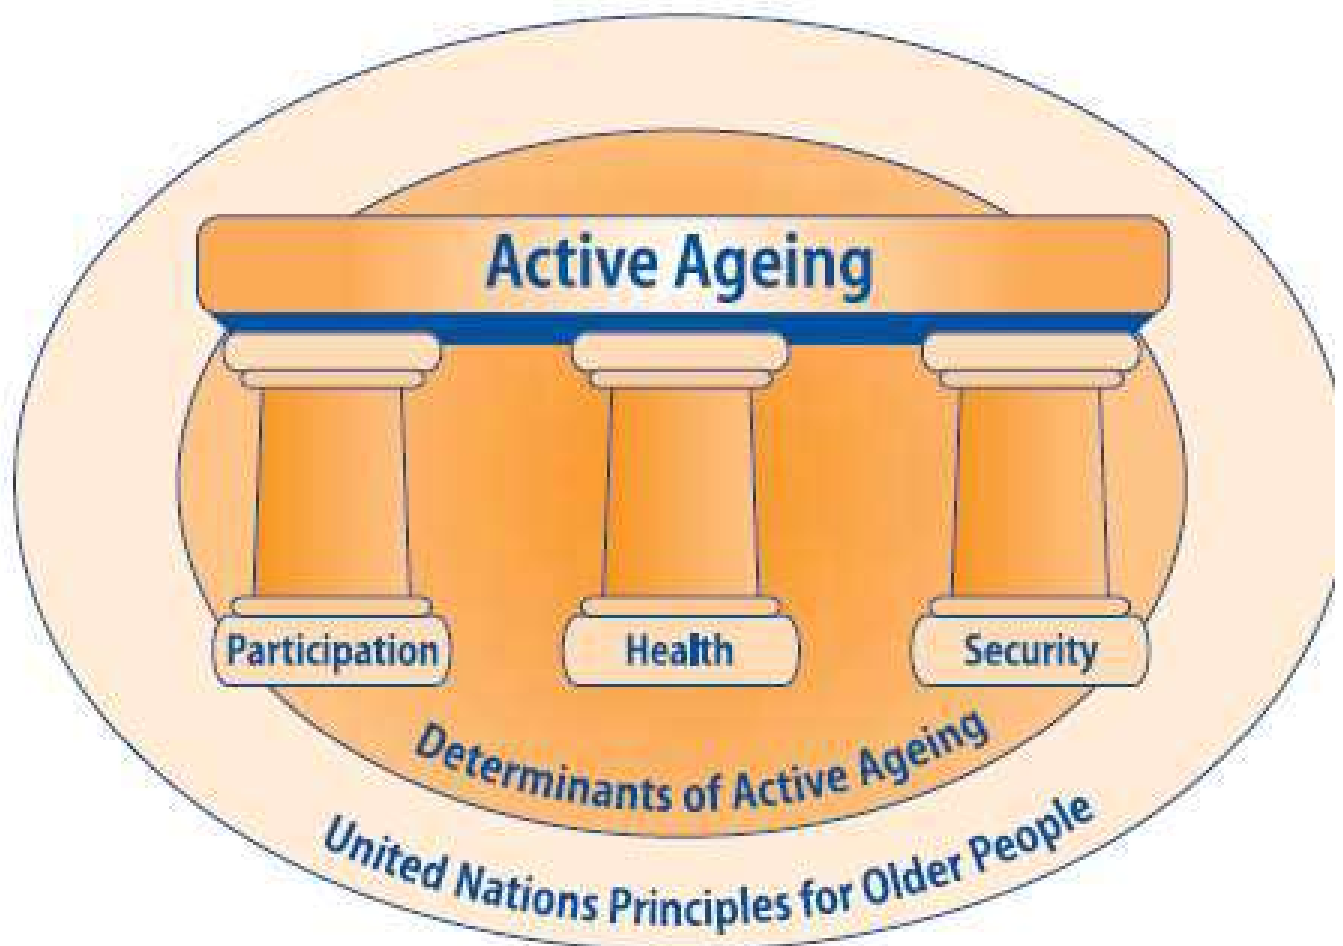 Active Ageing
Participation
Health
Security
Determinants of Active Ageing
United Nations Principles for Older People